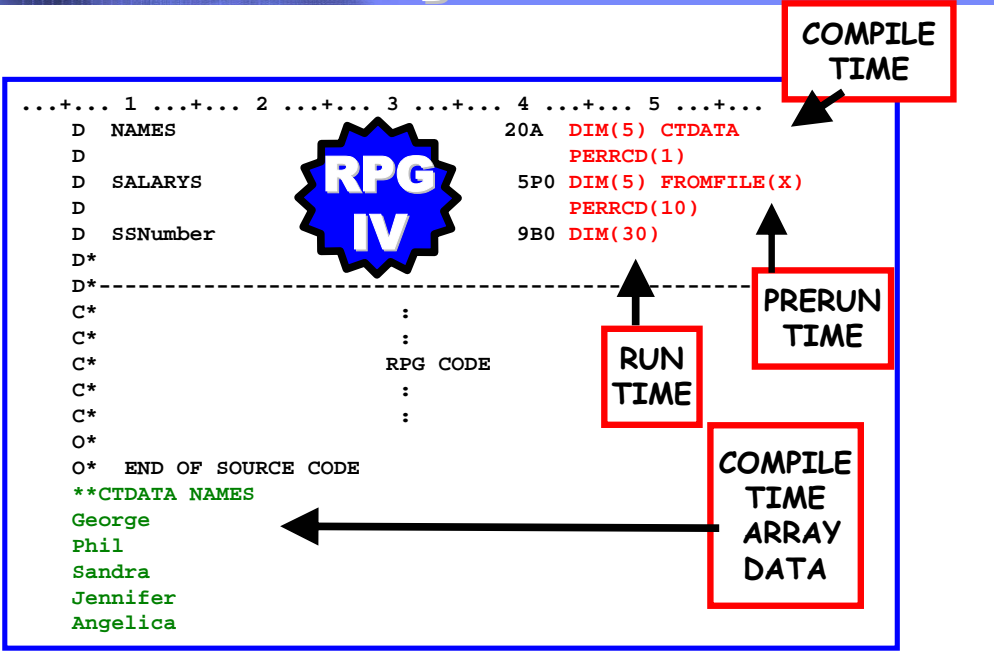 COMPILE
TIME
...+... 1 ...+... 2 ...+... 3 ...+... 4 ...+... 5 ...+...
D NAMES 20A DIM(5) CTDATA
D PERRCD(1)
D SALARYS 5P0 DIM(5) FROMFILE(X)
D PERRCD(10)
D SSNumber 9B0 DIM(30)
RPG
IV
D*
D*--------------------------------------------------
C* :
C* :
C* RPG CODE
C* :
C* :
O*
O* END OF SOURCE CODE
**CTDATA NAMES
George
Phil
Sandra
Jennifer
Angelica
PRERUN
TIME
RUN
TIME
COMPILE
TIME
ARRAY
DATA